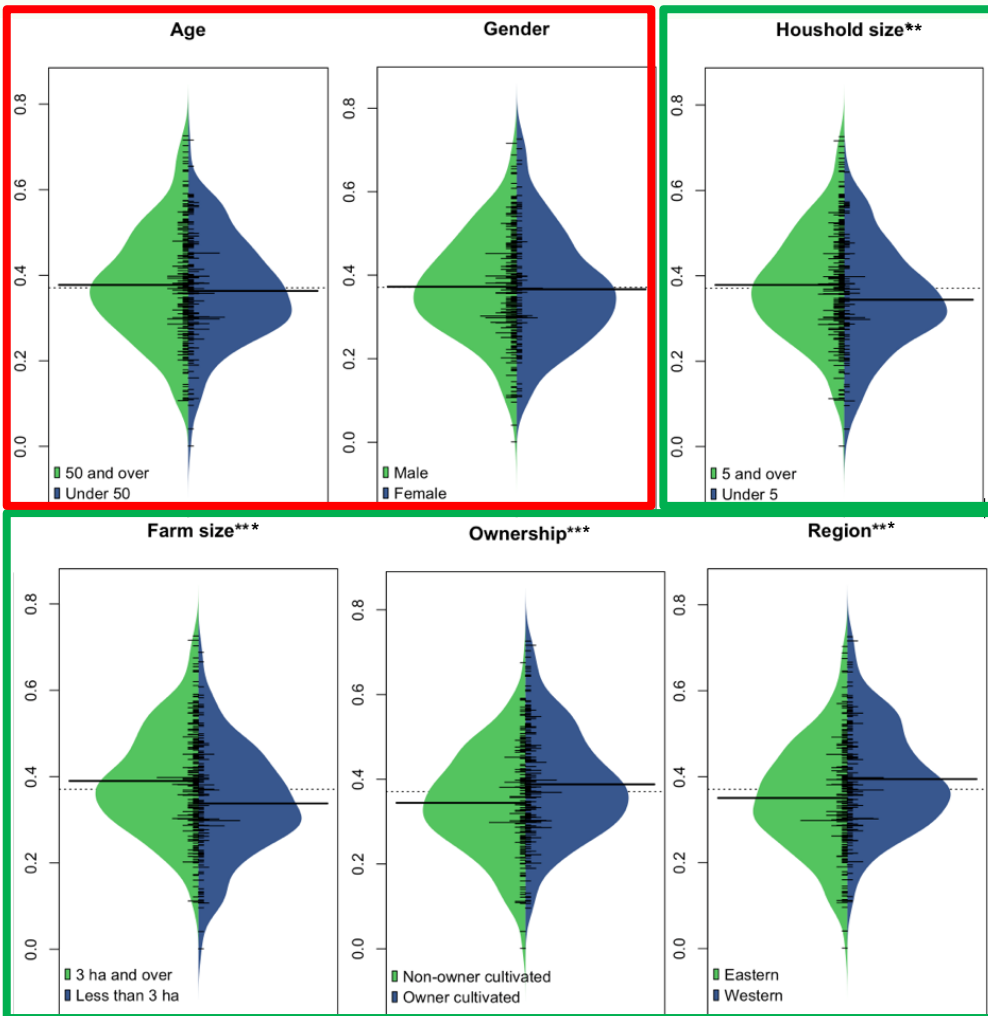 Age
Gender
Houshold size**
0.8
0.6
0.4
0.2
0.0
50 and over
Under 50
0.8
0.6
0.4
0.2
0.0
Male
Female
0.8
0.6
0.4
0.2
0.0
5 and over
Under 5
Farm size***
Ownership***
Region***
0.8
0.6
0.4
0.2
0.0
3 ha and over
Less than 3 ha
0.8
0.6
0.4
0.2
0.0
Non-owner cultivated
Owner cultivated
0.8
0.6
0.4
0.2
0.0
Eastern
Western